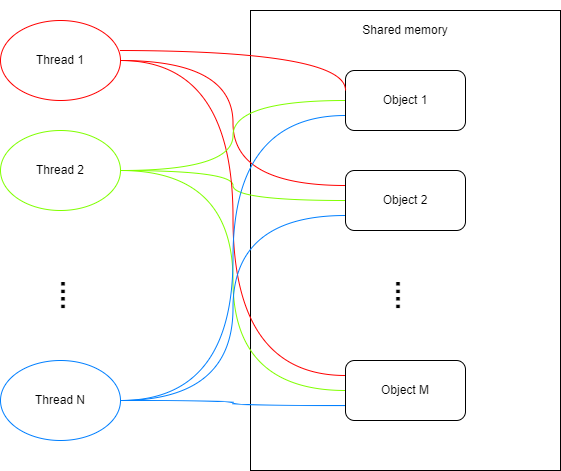 Shared memory
Thread 1
Object 1
Thread 2
Object 2
Thread N
Object M